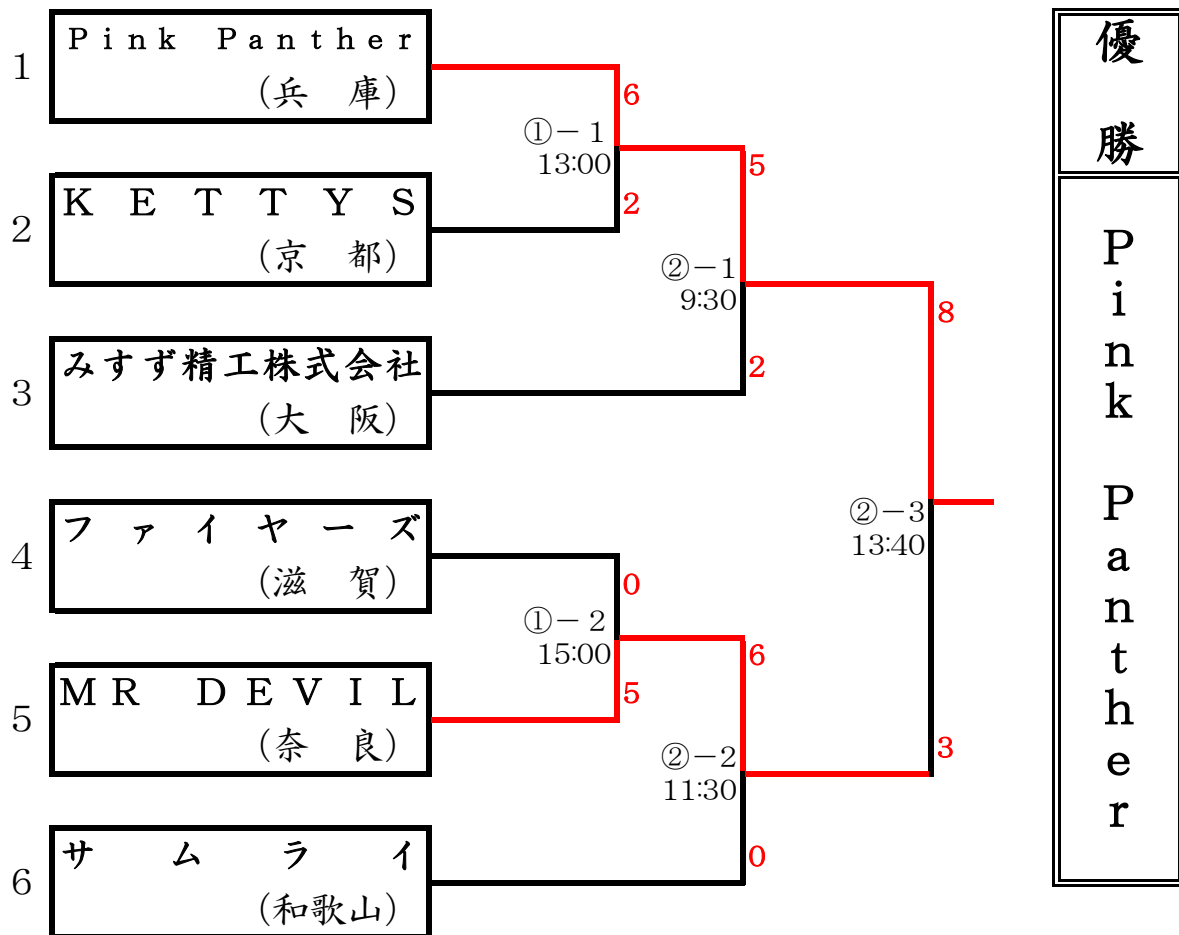 1
Pink Panther
(兵 庫)
6
①-1
13:00
2
2
KETTYS
(京 都)
5
②-1
9:30
2
3
みすず精工株式会社
(大 阪)
8
②-3
13:40
3
4
ファイヤーズ
(滋 賀)
0
①-2
15:00
5
5
MR DEVIL
(奈 良)
6
②-2
11:30
0
6
サムライ
(和歌山)
優勝
Pink Panther